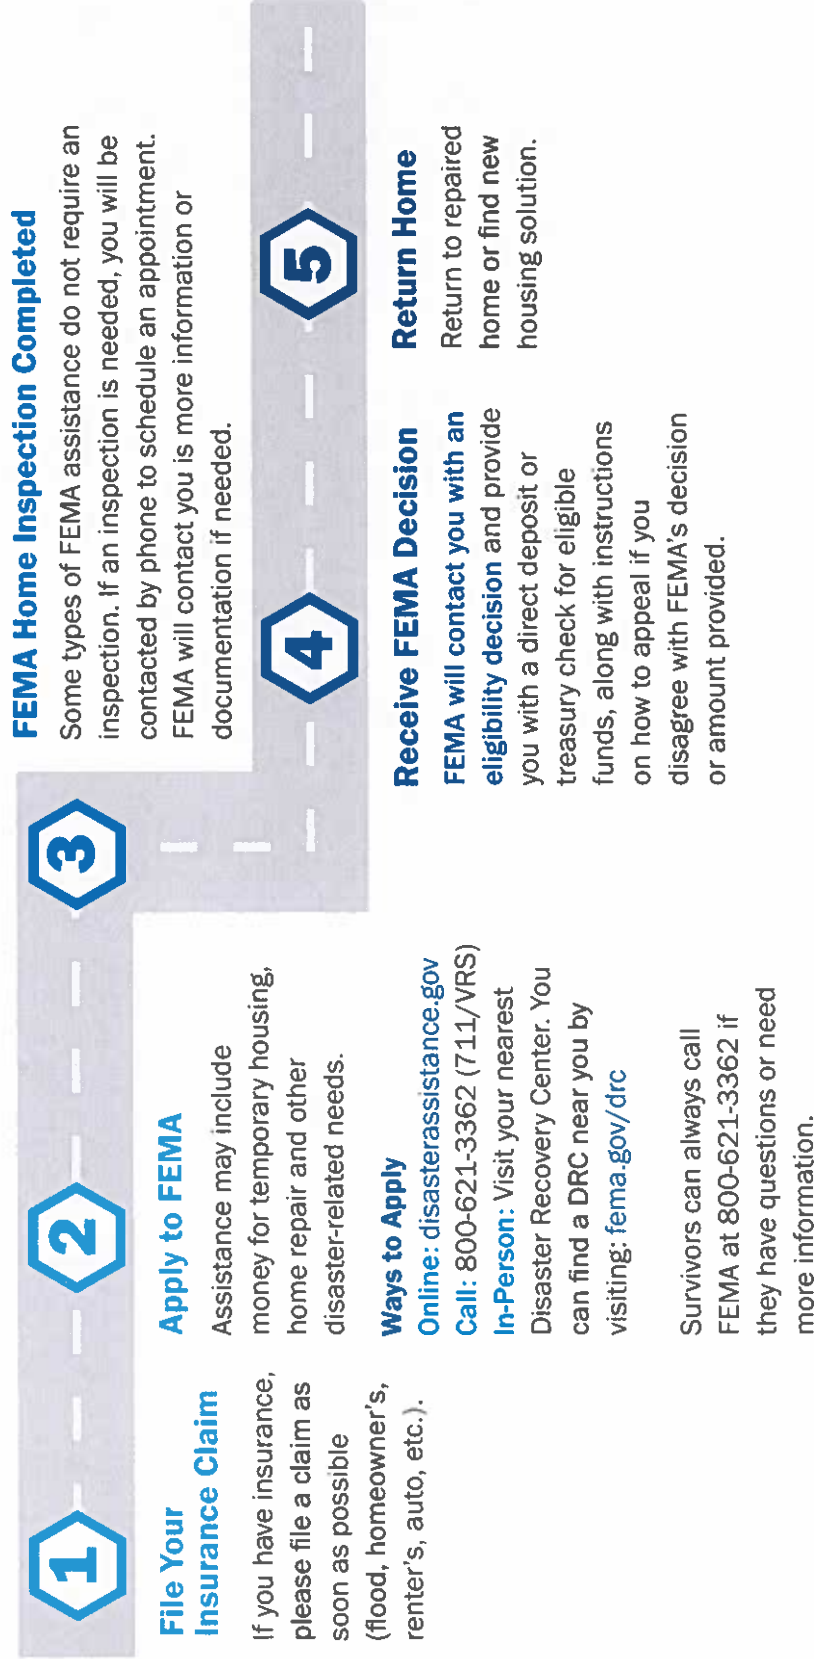 1
File Your
Insurance Claim
If you have insurance,
please file a claim as
soon as possible
(flood, homeowner's,
renter's, auto, etc.).
2
Apply to FEMA
Assistance may include
money for temporary housing,
home repair and other
disaster-related needs.
Ways to Apply
Online: disasterassistance.gov
Call: 800-621-3362 (711/VRS)
In-Person: Visit your nearest
Disaster Recovery Center. You
can find a DRC near you by
visiting: fema.gov/drc
Survivors can always call
FEMA at 800-621-3362 if
they have questions or need
more information.
3
FEMA Home Inspection Completed
Some types of FEMA assistance do not require an
inspection. If an inspection is needed, you will be
contacted by phone to schedule an appointment.
FEMA will contact you is more information or
documentation if needed.
4
Receive FEMA Decision
FEMA will contact you with an
eligibility decision and provide
you with a direct deposit or
treasury check for eligible
funds, along with instructions
on how to appeal if you
disagree with FEMA's decision
or amount provided.
5
Return Home
Return to repaired
home or find new
housing solution.